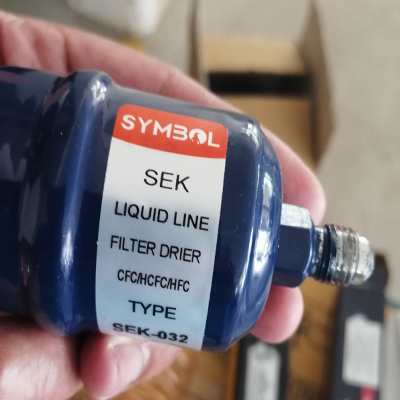 SYMBOL
SEK
LIQUID LINE
FILTER DRIER
CFC/HCFC/HFC
TYPE
SEK-032